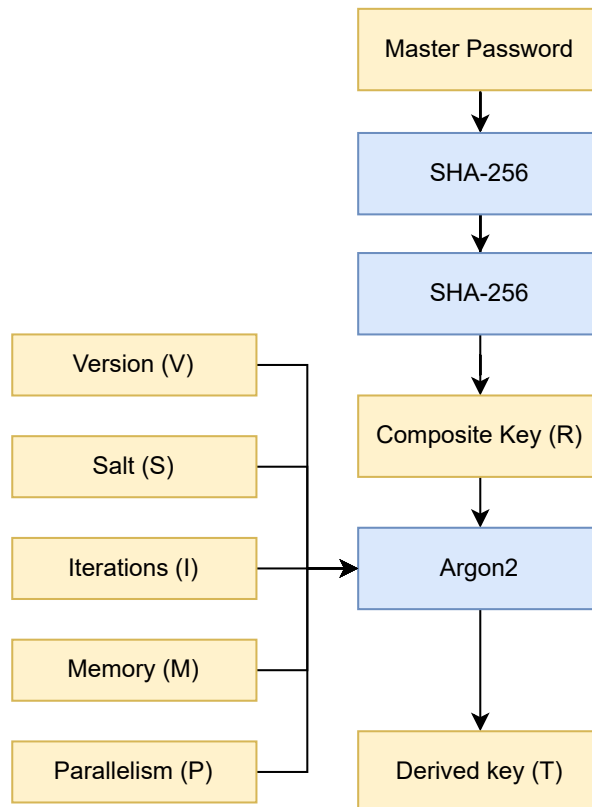 Master Password
SHA-256
SHA-256
Version (V)
Composite Key (R)
Salt (S)
Iterations (I)
Argon2
Memory (M)
Parallelism (P)
Derived key (T)